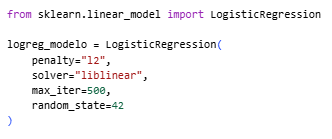 from sklearn.linear_model import LogisticRegression
logreg_modelo = LogisticRegression(
    penalty="l2",
    solver="liblinear",
    max_iter=500,
    random_state=42
)